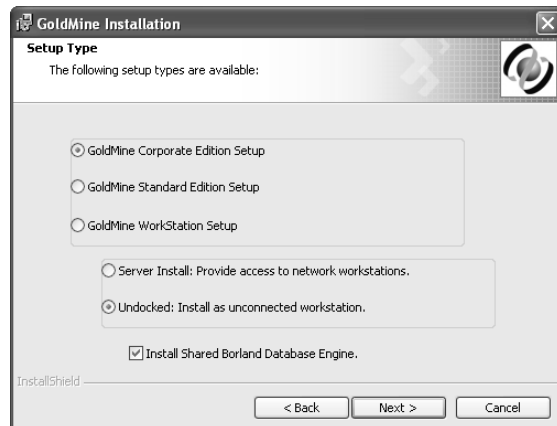 GoldMine Installation
Setup Type
The following setup types are available:
GoldMine Corporate Edition Setup
GoldMine Standard Edition Setup
GoldMine WorkStation Setup
Server Install: Provide access to network workstations.
Undocked: Install as unconnected workstation.
Install Shared Borland Database Engine.
InstallShield
< Back
Next >
Cancel